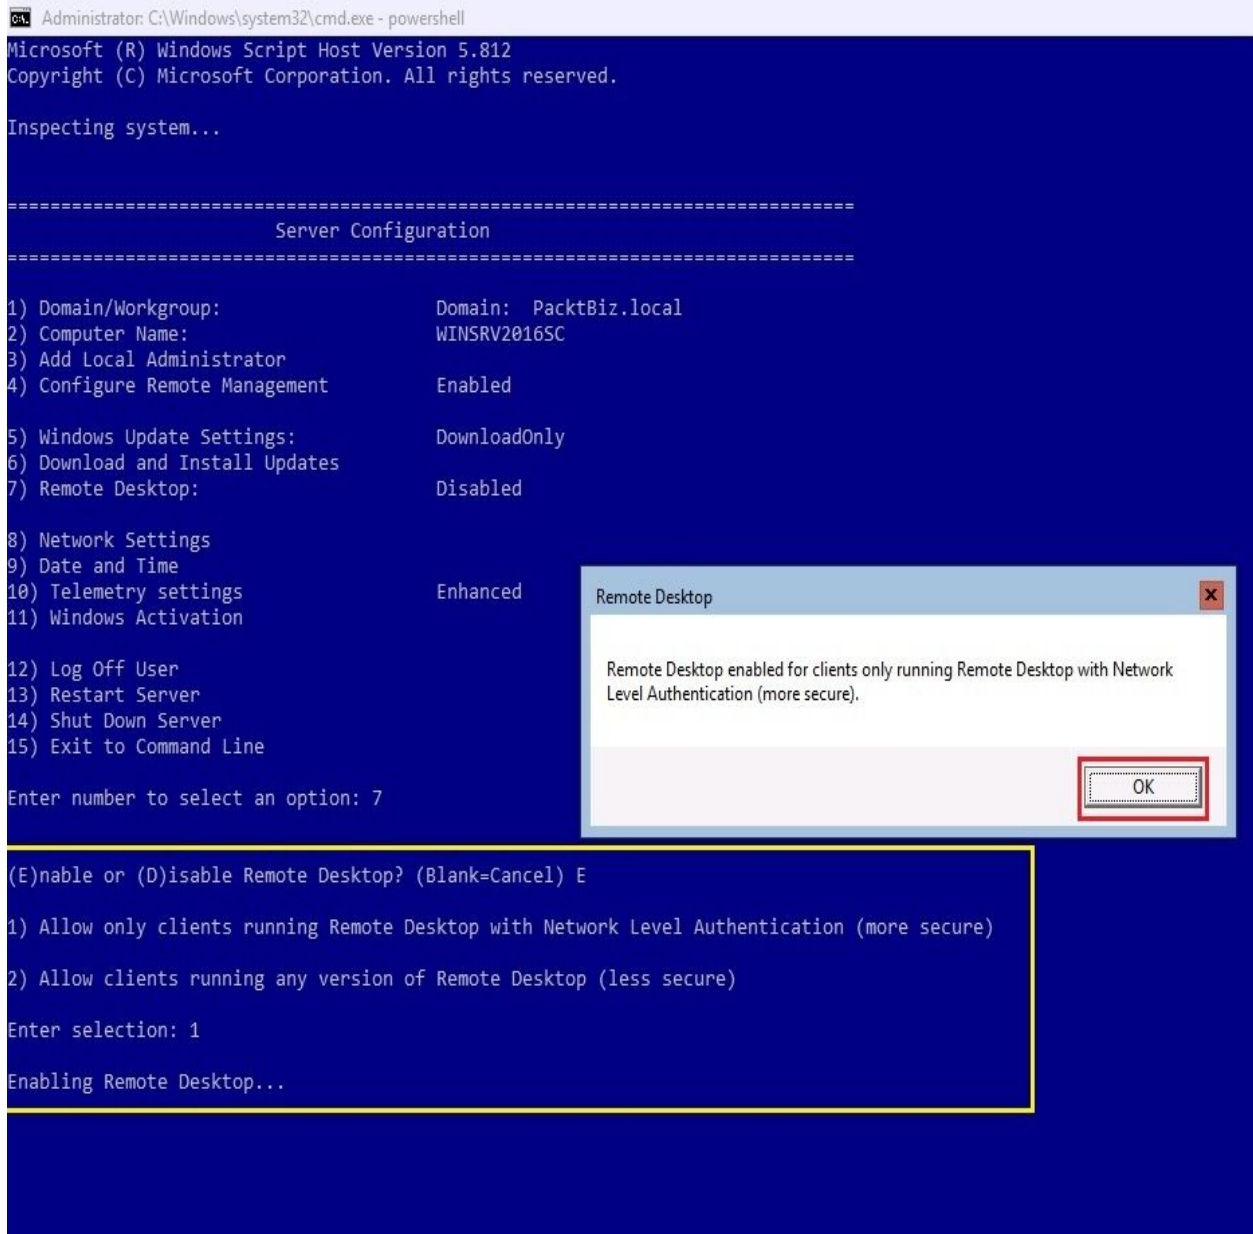 Administrator: C:\Windows\system32\cmd.exe - powershell
Microsoft (R) Windows Script Host Version 5.812
Copyright (C) Microsoft Corporation. All rights reserved.
Inspecting system...
===============================================================================
Server Configuration
===============================================================================
1) Domain/Workgroup: Domain: PacktBiz.local
2) Computer Name: WINSRV2016SC
3) Add Local Administrator
4) Configure Remote Management Enabled
5) Windows Update Settings: DownloadOnly
6) Download and Install Updates
7) Remote Desktop: Disabled
8) Network Settings
9) Date and Time
10) Telemetry settings Enhanced
11) Windows Activation
12) Log Off User
13) Restart Server
14) Shut Down Server
15) Exit to Command Line
Enter number to select an option: 7
Remote Desktop
X
Remote Desktop enabled for clients only running Remote Desktop with Network
Level Authentication (more secure).
OK
(E)nable or (D)isable Remote Desktop? (Blank=Cancel) E
1) Allow only clients running Remote Desktop with Network Level Authentication (more secure)
2) Allow clients running any version of Remote Desktop (less secure)
Enter selection: 1
Enabling Remote Desktop...